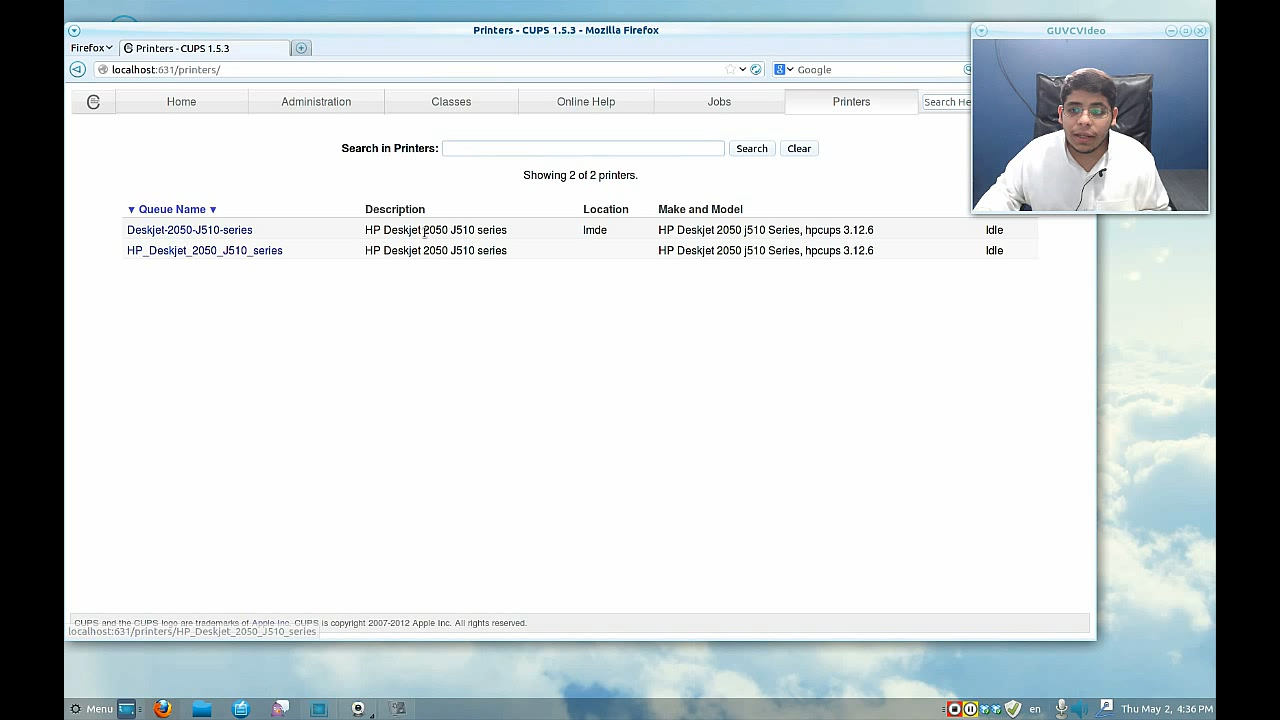 Printers - CUPS 1.5.3 - Mozilla Firefox
GUVCVIdeo
Firefox
Printers - CUPS 1.5.3
localhost:631/printers/
Google
Home
Administration
Classes
Online Help
Jobs
Printers
Search He
Search in Printers:
Search
Clear
Showing 2 of 2 printers.
▼ Queue Name ▼ Description Location Make and Model
Deskjet-2050-J510-series HP Deskjet 2050 J510 series lmde HP Deskjet 2050 j510 Series, hpcups 3.12.6 Idle
HP_Deskjet_2050_J510_series HP Deskjet 2050 J510 series HP Deskjet 2050 j510 Series, hpcups 3.12.6 Idle
CUPS and the CUPS logo are trademarks of Apple Inc. CUPS is copyright 2007-2012 Apple Inc. All rights reserved.
localhost:631/printers/HP_Deskjet_2050_J510_series
Menu
en
Thu May 2, 4:36 PM